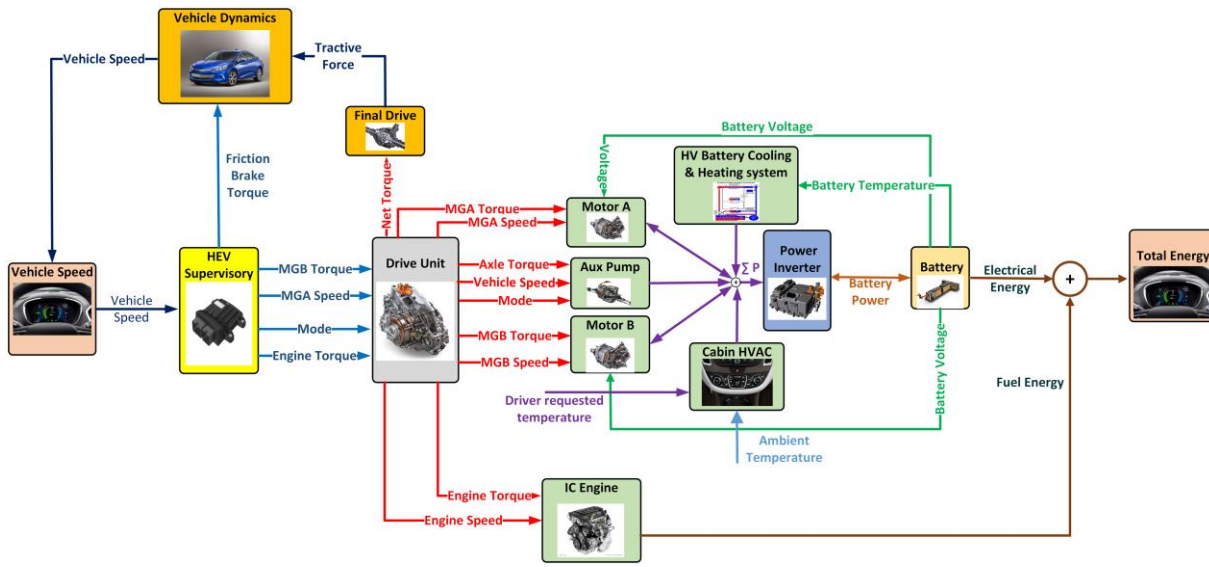 Vehicle Dynamics
Vehicle Speed
Tractive
Force
Final Drive
Friction
Brake
Torque
Net Torque
Battery Voltage
Voltage
HV Battery Cooling
& Heating system
Battery Temperature
Motor A
MGA Torque
MGA Speed
Vehicle Speed
HEV
Supervisory
MGB Torque
MGA Speed
Mode
Engine Torque
Drive Unit
Axle Torque
Vehicle Speed
Mode
MGB Torque
MGB Speed
Aux Pump
Motor B
∑ P
Power
Inverter
Battery
Power
Battery
Electrical
Energy
+
Total Energy
Vehicle
Speed
Cabin HVAC
Battery Voltage
Fuel Energy
Driver requested
temperature
Ambient
Temperature
IC Engine
Engine Torque
Engine Speed